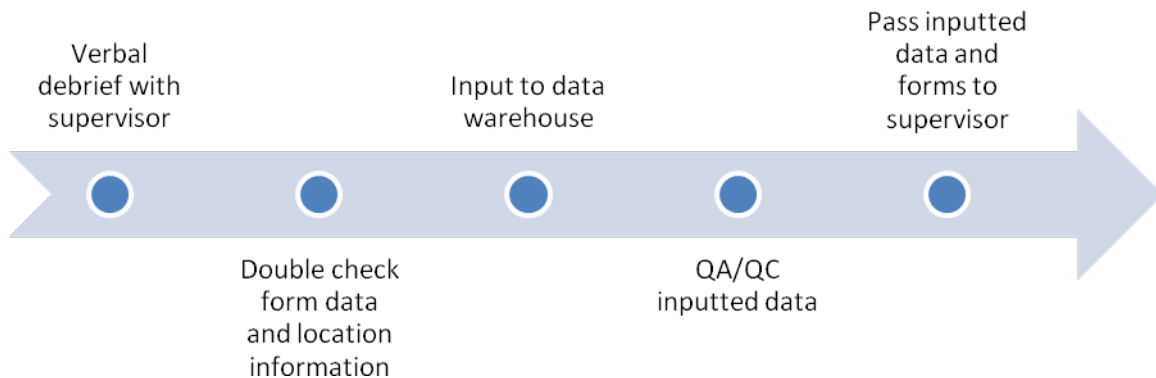 Verbal
debrief with
supervisor
Double check
form data
and location
information
Input to data
warehouse
QA/QC
inputted data
Pass inputted
data and
forms to
supervisor